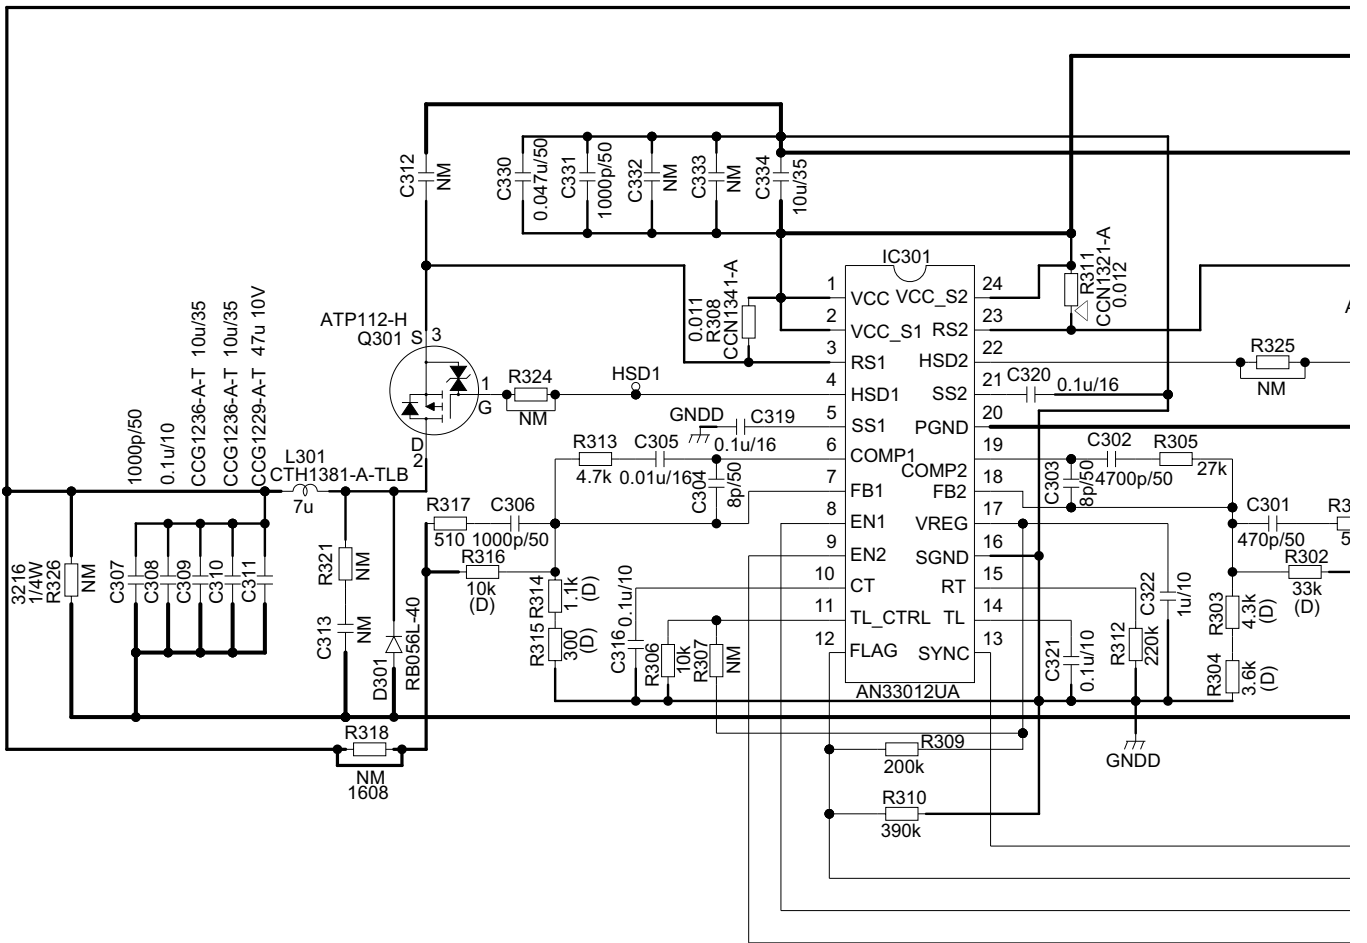 C312
NM
C330
0.047u/50
C331
1000p/50
C332
NM
C333
NM
C334
10u/35
IC301
R311
CCN1321-A
0.012
0.011
R308
CCN1341-A
1
VCC
VCC_S2
24
2
VCC_S1
RS2
23
3
RS1
HSD2
22
4
HSD1
SS2
21
5
SS1
PGND
20
6
COMP1
COMP2
19
7
FB1
FB2
18
8
EN1
VREG
17
9
EN2
SGND
16
10
CT
RT
15
11
TL_CTRL
TL
14
12
FLAG
SYNC
13
AN33012UA
ATP112-H
Q301
S
3
1
G
D
2
R324
NM
HSD1
R325
NM
C320
0.1u/16
GNDD
C319
0.1u/16
R313
4.7k
C305
0.01u/16
C304
8p/50
C303
8p/50
C302
4700p/50
R305
27k
1000p/50
0.1u/10
CCG1236-A-T 10u/35
CCG1236-A-T 10u/35
CCG1229-A-T 47u 10V
L301
CTH1381-A-TLB
7u
R317
510
C306
1000p/50
R316
10k
(D)
C301
470p/50
R3
5
R302
33k
(D)
3216
1/4W
R326
NM
C307
C308
C309
C310
C311
R321
NM
C313
NM
D301
RB056L-40
R314
1.1k
(D)
R315
300
(D)
C316
0.1u/10
R306
10k
R307
NM
C321
0.1u/10
R312
220k
C322
1u/10
R303
4.3k
(D)
R304
3.6k
(D)
R318
NM
1608
R309
200k
R310
390k
GNDD
A